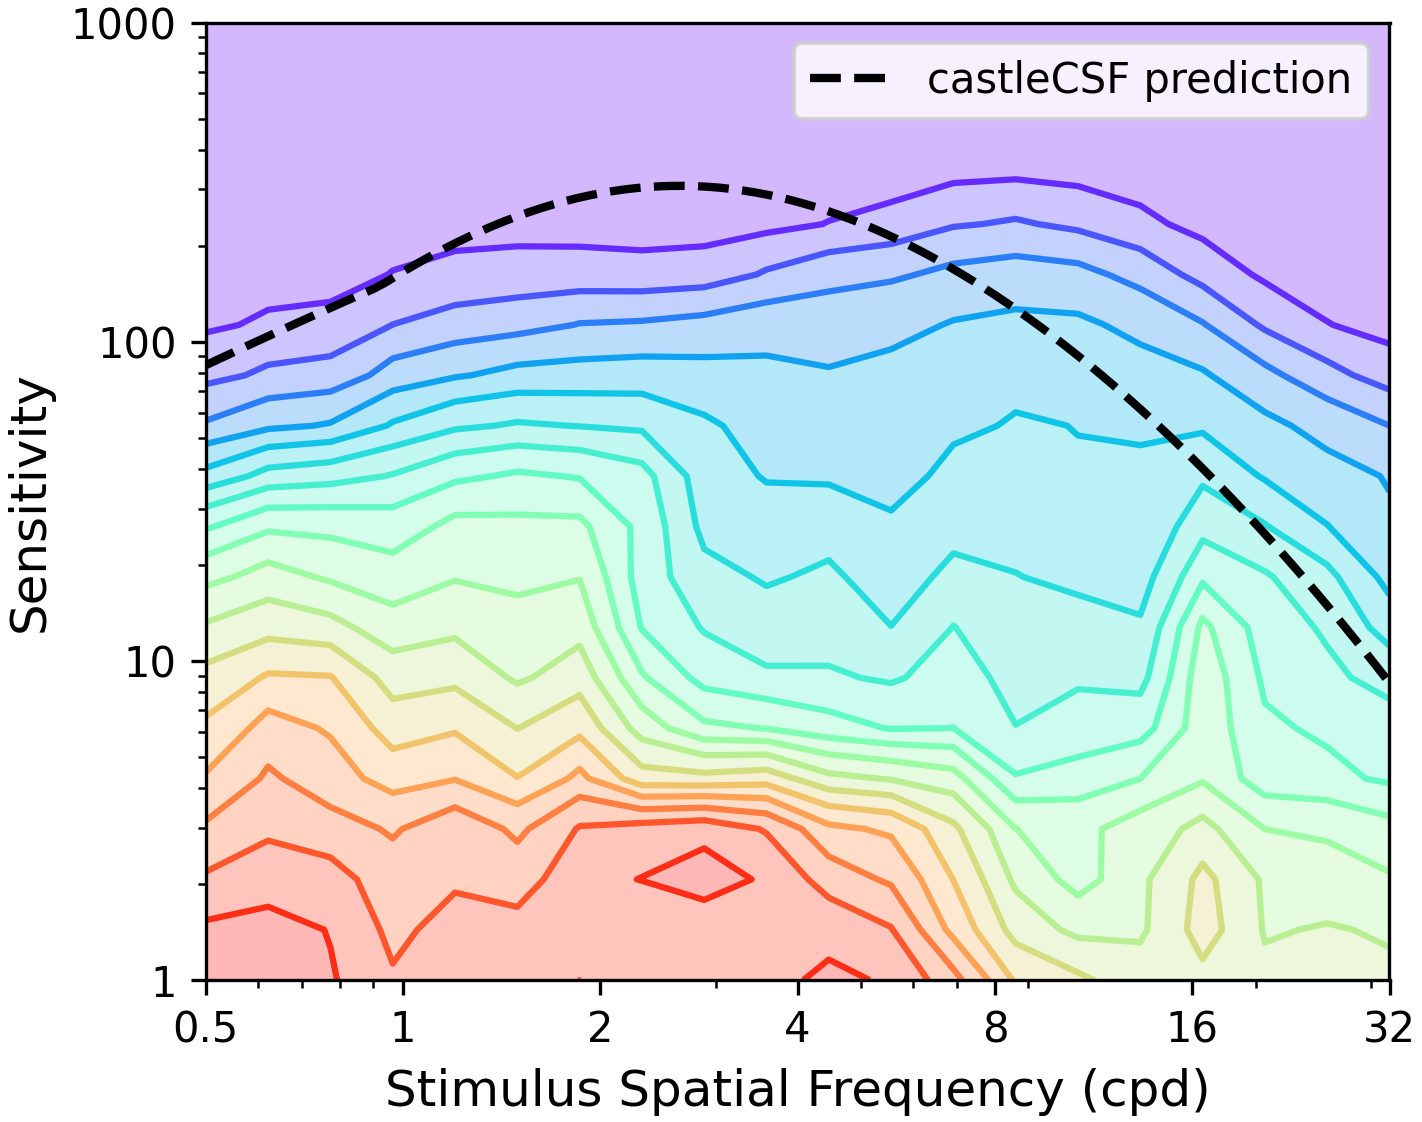 1000
castleCSF prediction
100
Sensitivity
10
1
0.5 1 2 4 8 16 32
Stimulus Spatial Frequency (cpd)